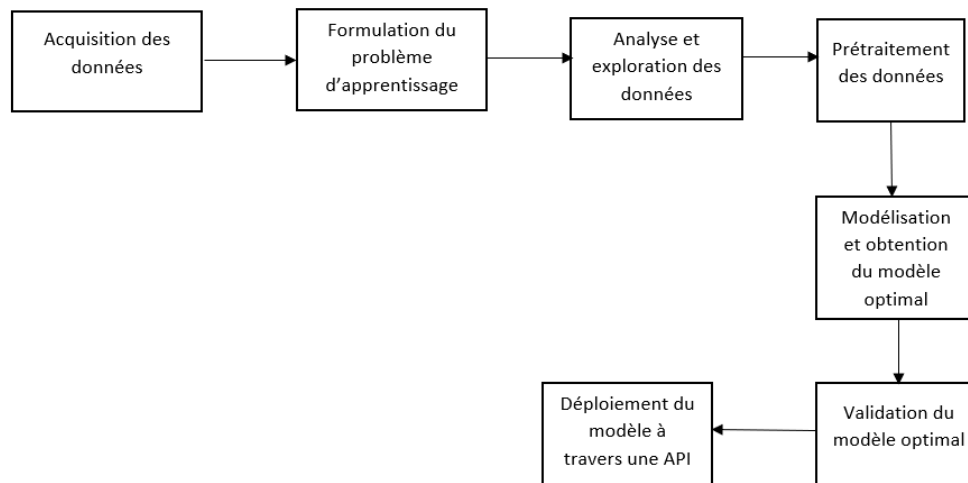 Acquisition des
données
Formulation du
problème
d’apprentissage
Analyse et
exploration des
données
Prétraitement
des données
Modélisation
et obtention
du modèle
optimal
Validation du
modèle optimal
Déploiement du
modèle à
travers une API